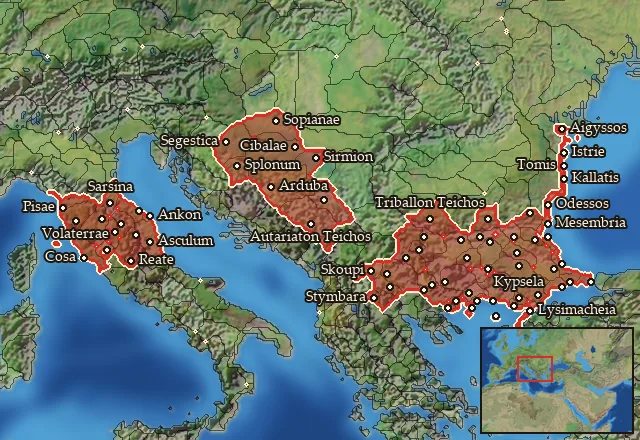 Sopianae
Aigyssos
Segestica
Cibalae
Istrie
Sirmion
Splonum
Tomis
Kallatis
Arduba
Sarsina
Triballon Teichos
Odessos
Pisae
Ankon
Mesembria
Volaterrae
Autariaton Teichos
Asculum
Cosa
Reate
Skoupi
Kypsela
Stymbara
Lysimacheia